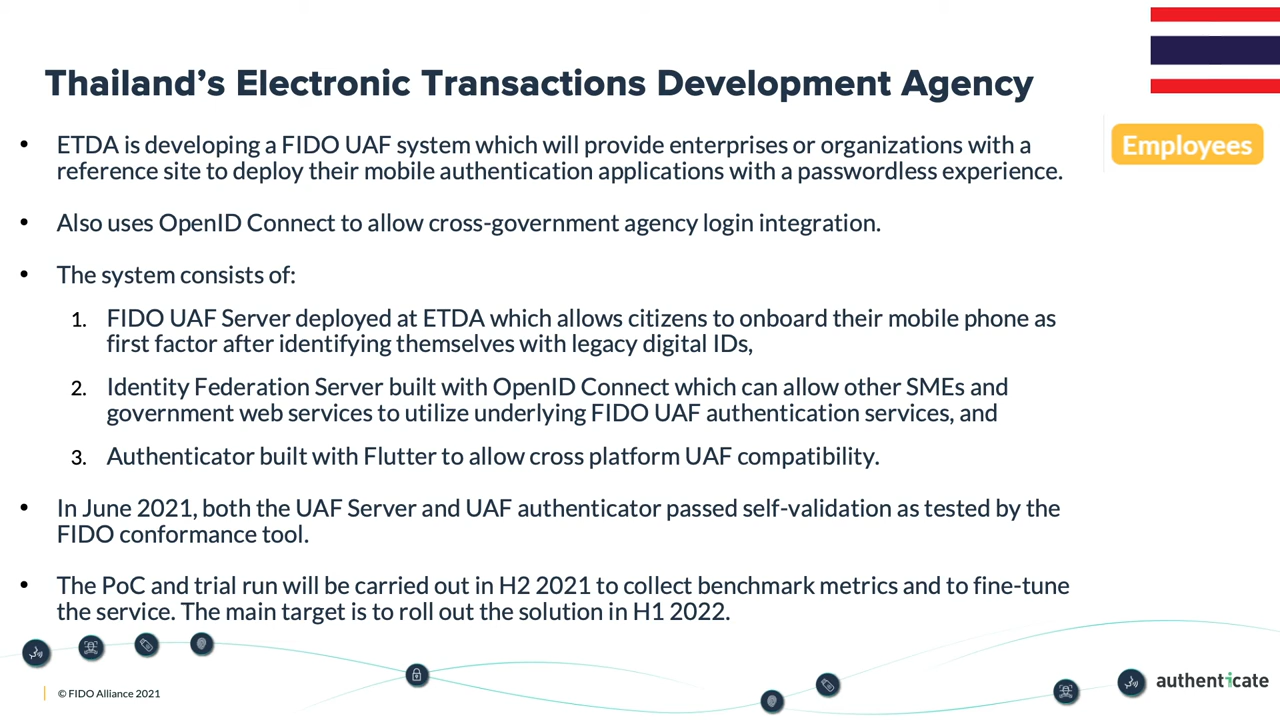 Thailand’s Electronic Transactions Development Agency
Employees
• ETDA is developing a FIDO UAF system which will provide enterprises or organizations with a
reference site to deploy their mobile authentication applications with a passwordless experience.
• Also uses OpenID Connect to allow cross-government agency login integration.
• The system consists of:
1. FIDO UAF Server deployed at ETDA which allows citizens to onboard their mobile phone as
first factor after identifying themselves with legacy digital IDs,
2. Identity Federation Server built with OpenID Connect which can allow other SMEs and
government web services to utilize underlying FIDO UAF authentication services, and
3. Authenticator built with Flutter to allow cross platform UAF compatibility.
• In June 2021, both the UAF Server and UAF authenticator passed self-validation as tested by the
FIDO conformance tool.
• The PoC and trial run will be carried out in H2 2021 to collect benchmark metrics and to fine-tune
the service. The main target is to roll out the solution in H1 2022.
© FIDO Alliance 2021
authenticate